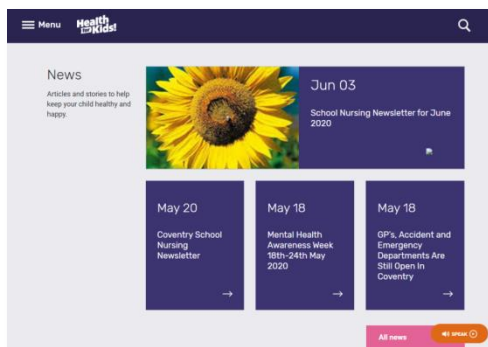 Menu
Health
for
Kids!
News
Articles and stories to help
keep your child healthy and
happy.
Jun 03
School Nursing Newsletter for June
2020
May 20
Coventry School
Nursing
Newsletter
May 18
Mental Health
Awareness Week
18th-24th May
2020
May 18
GP's, Accident and
Emergency
Departments Are
Still Open In
Coventry
All news
SPEAK